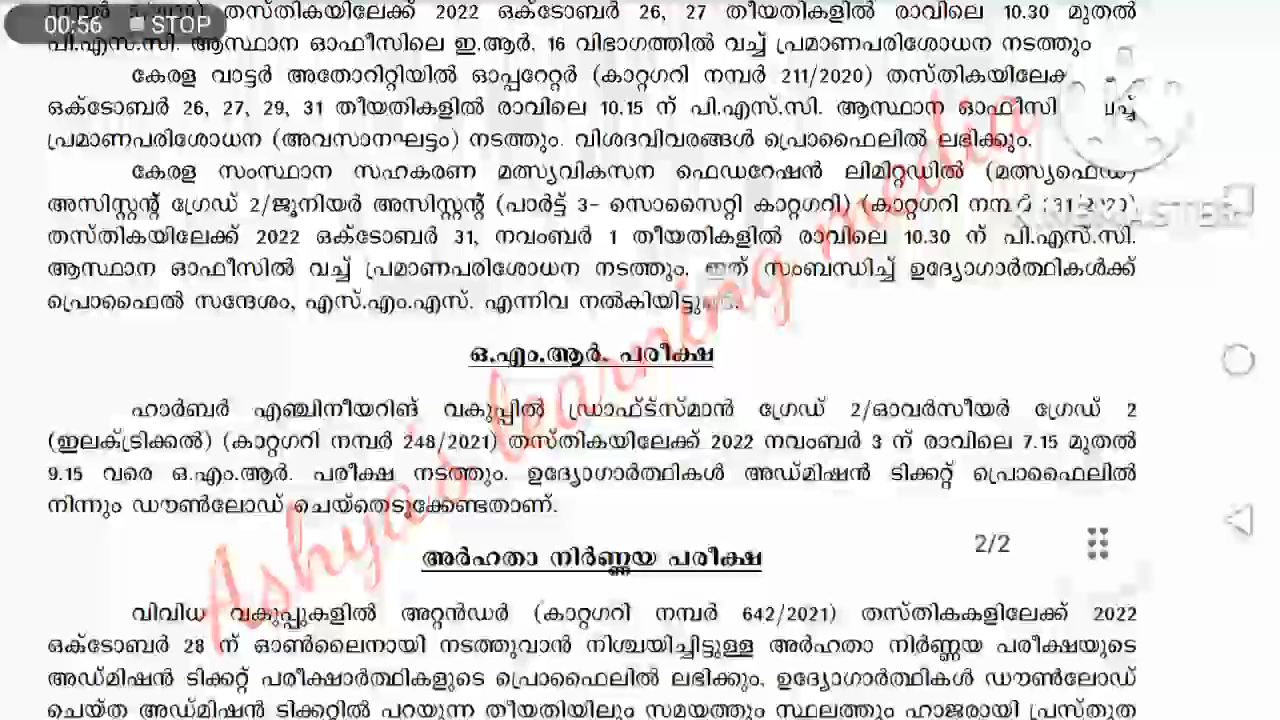 00:56 STOP
തസ്തികയിലേക്ക് 2022 ഒക്ടോബർ 26, 27 തീയതികളിൽ രാവിലെ 10.30 മുതൽ
പി.എസ്.സി. ആസ്ഥാന ഓഫീസിലെ ഇ.ആർ. 16 വിഭാഗത്തിൽ വച്ച് പ്രമാണപരിശോധന നടത്തും
കേരള വാട്ടർ അതോറിറ്റിയിൽ ഓപ്പറേറ്റർ (കാറ്റഗറി നമ്പർ 211/2020)
ഒക്ടോബർ 26, 27, 29, 31 തീയതികളിൽ രാവിലെ 10.15 ന് പി.എസ്.സി. ആസ്ഥാന
പ്രമാണപരിശോധന (അവസാനഘട്ടം) നടത്തും. വിശദവിവരങ്ങൾ പ്രൊഫൈലിൽ ലഭിക്കും.
കേരള സംസ്ഥാന സഹകരണ മത്സ്യവികസന ഫെഡറേഷൻ ലിമിറ്റഡിൽ (മത്സ്യഫെഡ്)
അസിസ്റ്റന്റ് ഗ്രേഡ് 2/ജൂനിയർ അസിസ്റ്റന്റ് (പാർട്ട് 3- സൊസൈറ്റി കാറ്റഗറി) (കാറ്റഗറി നമ്പർ
തസ്തികയിലേക്ക് 2022 ഒക്ടോബർ 31, നവംബർ 1 തീയതികളിൽ രാവിലെ 10.30 ന് പി.എസ്.സി.
ആസ്ഥാന ഓഫീസിൽ വച്ച് പ്രമാണപരിശോധന നടത്തും. ഇത് സംബന്ധിച്ച് ഉദ്യോഗാർത്ഥികൾക്ക്
പ്രൊഫൈൽ സന്ദേശം, എസ്.എം.എസ്. എന്നിവ നൽകിയിട്ടുണ്ട്.
ഒ.എം.ആർ. പരീക്ഷ
ഹാർബർ എഞ്ചിനീയറിങ് വകുപ്പിൽ ഡ്രാഫ്ട്സ്മാൻ ഗ്രേഡ് 2/ഓവർസീയർ ഗ്രേഡ് 2
(ഇലക്ട്രിക്കൽ) (കാറ്റഗറി നമ്പർ 248/2021) തസ്തികയിലേക്ക് 2022 നവംബർ 3 ന് രാവിലെ 7.15 മുതൽ
9.15 വരെ ഒ.എം.ആർ. പരീക്ഷ നടത്തും. ഉദ്യോഗാർത്ഥികൾ അഡ്മിഷൻ ടിക്കറ്റ് പ്രൊഫൈലിൽ
നിന്നും ഡൗൺലോഡ് ചെയ്തെടുക്കേണ്ടതാണ്.
2/2
അർഹതാ നിർണ്ണയ പരീക്ഷ
വിവിധ വകുപ്പുകളിൽ അറ്റൻഡർ (കാറ്റഗറി നമ്പർ 642/2021) തസ്തികകളിലേക്ക് 2022
ഒക്ടോബർ 28 ന് ഓൺലൈനായി നടത്തുവാൻ നിശ്ചയിച്ചിട്ടുള്ള അർഹതാ നിർണ്ണയ പരീക്ഷയുടെ
അഡ്മിഷൻ ടിക്കറ്റ് പരീക്ഷാർത്ഥികളുടെ പ്രൊഫൈലിൽ ലഭിക്കും. ഉദ്യോഗാർത്ഥികൾ ഡൗൺലോഡ്
ചെയ്ത അഡ്മിഷൻ ടിക്കറ്റിൽ പറയുന്ന തീയതിയിലും സമയത്തും സ്ഥലത്തും ഹാജരായി പ്രസ്തുത
Ashya's learning media